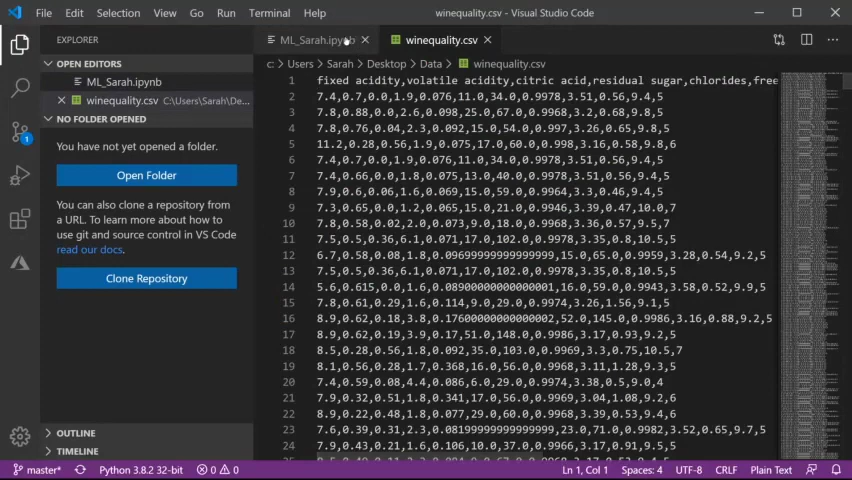 File Edit Selection View Go Run Terminal Help winequality.csv - Visual Studio Code
EXPLORER
ML_Sarah.ipynb
winequality.csv
OPEN EDITORS
ML_Sarah.ipynb
winequality.csv C:\Users\Sarah\De...
NO FOLDER OPENED
You have not yet opened a folder.
Open Folder
You can also clone a repository from
a URL. To learn more about how to
use git and source control in VS Code
read our docs.
Clone Repository
OUTLINE
TIMELINE
1
c: > Users > Sarah > Desktop > Data > winequality.csv
1 fixed acidity,volatile acidity,citric acid,residual sugar,chlorides,free
2 7.4,0.7,0.0,1.9,0.076,11.0,34.0,0.9978,3.51,0.56,9.4,5
3 7.8,0.88,0.0,2.6,0.098,25.0,67.0,0.9968,3.2,0.68,9.8,5
4 7.8,0.76,0.04,2.3,0.092,15.0,54.0,0.997,3.26,0.65,9.8,5
5 11.2,0.28,0.56,1.9,0.075,17.0,60.0,0.998,3.16,0.58,9.8,6
6 7.4,0.7,0.0,1.9,0.076,11.0,34.0,0.9978,3.51,0.56,9.4,5
7 7.4,0.66,0.0,1.8,0.075,13.0,40.0,0.9978,3.51,0.56,9.4,5
8 7.9,0.6,0.06,1.6,0.069,15.0,59.0,0.9964,3.3,0.46,9.4,5
9 7.3,0.65,0.0,1.2,0.065,15.0,21.0,0.9946,3.39,0.47,10.0,7
10 7.8,0.58,0.02,2.0,0.073,9.0,18.0,0.9968,3.36,0.57,9.5,7
11 7.5,0.5,0.36,6.1,0.071,17.0,102.0,0.9978,3.35,0.8,10.5,5
12 6.7,0.58,0.08,1.8,0.09699999999999999,15.0,65.0,0.9959,3.28,0.54,9.2,5
13 7.5,0.5,0.36,6.1,0.071,17.0,102.0,0.9978,3.35,0.8,10.5,5
14 5.6,0.615,0.0,1.6,0.08900000000000001,16.0,59.0,0.9943,3.58,0.52,9.9,5
15 7.8,0.61,0.29,1.6,0.114,9.0,29.0,0.9974,3.26,1.56,9.1,5
16 8.9,0.62,0.18,3.8,0.17600000000000002,52.0,145.0,0.9986,3.16,0.88,9.2,5
17 8.9,0.62,0.19,3.9,0.17,51.0,148.0,0.9986,3.17,0.93,9.2,5
18 8.5,0.28,0.56,1.8,0.092,35.0,103.0,0.9969,3.3,0.75,10.5,7
19 8.1,0.56,0.28,1.7,0.368,16.0,56.0,0.9968,3.11,1.28,9.3,5
20 7.4,0.59,0.08,4.4,0.086,6.0,29.0,0.9974,3.38,0.5,9.0,4
21 7.9,0.32,0.51,1.8,0.341,17.0,56.0,0.9969,3.04,1.08,9.2,6
22 8.9,0.22,0.48,1.8,0.077,29.0,60.0,0.9968,3.39,0.53,9.4,6
23 7.6,0.39,0.31,2.3,0.08199999999999999,23.0,71.0,0.9982,3.52,0.65,9.7,5
24 7.9,0.43,0.21,1.6,0.106,10.0,37.0,0.9966,3.17,0.91,9.5,5
master* Python 3.8.2 32-bit 0 0 Ln 1, Col 1 Spaces: 4 UTF-8 CRLF Plain Text